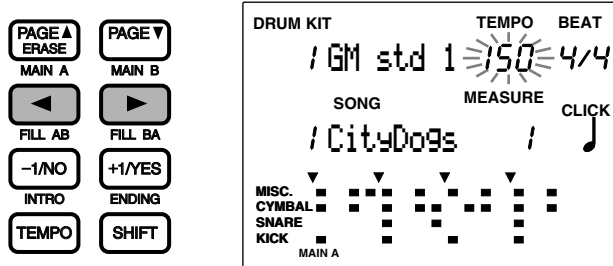 PAGE▲ PAGE▼
ERASE
MAIN A MAIN B
◀ ▶
FILL AB FILL BA
−1/NO +1/YES
INTRO ENDING
TEMPO SHIFT
DRUM KIT TEMPO BEAT
1 GM std 1 150 4/4
SONG MEASURE CLICK
1 CityDogs 1 ♩
MISC.
CYMBAL
SNARE
KICK
MAIN A